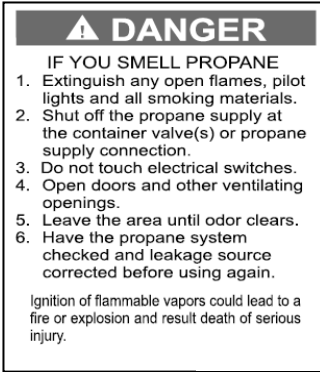 DANGER
IF YOU SMELL PROPANE
1. Extinguish any open flames, pilot
lights and all smoking materials.
2. Shut off the propane supply at
the container valve(s) or propane
supply connection.
3. Do not touch electrical switches.
4. Open doors and other ventilating
openings.
5. Leave the area until odor clears.
6. Have the propane system
checked and leakage source
corrected before using again.
Ignition of flammable vapors could lead to a
fire or explosion and result death of serious
injury.